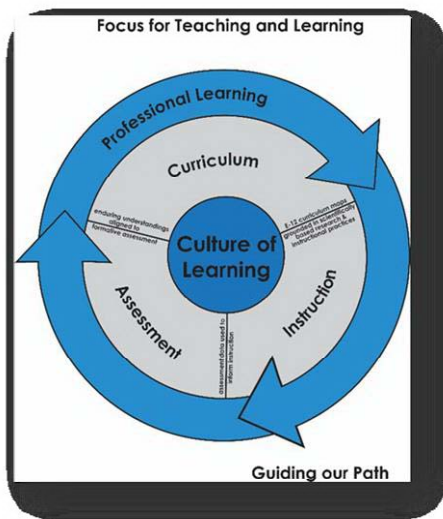 Focus for Teaching and Learning
Professional Learning
Curriculum
enduring understandings
aligned to
formative assessment
E-12 curriculum maps
grounded in scientifically
based research &
instructional practices
Culture of
Learning
Assessment
Instruction
assessment data used to
inform instruction
Guiding our Path